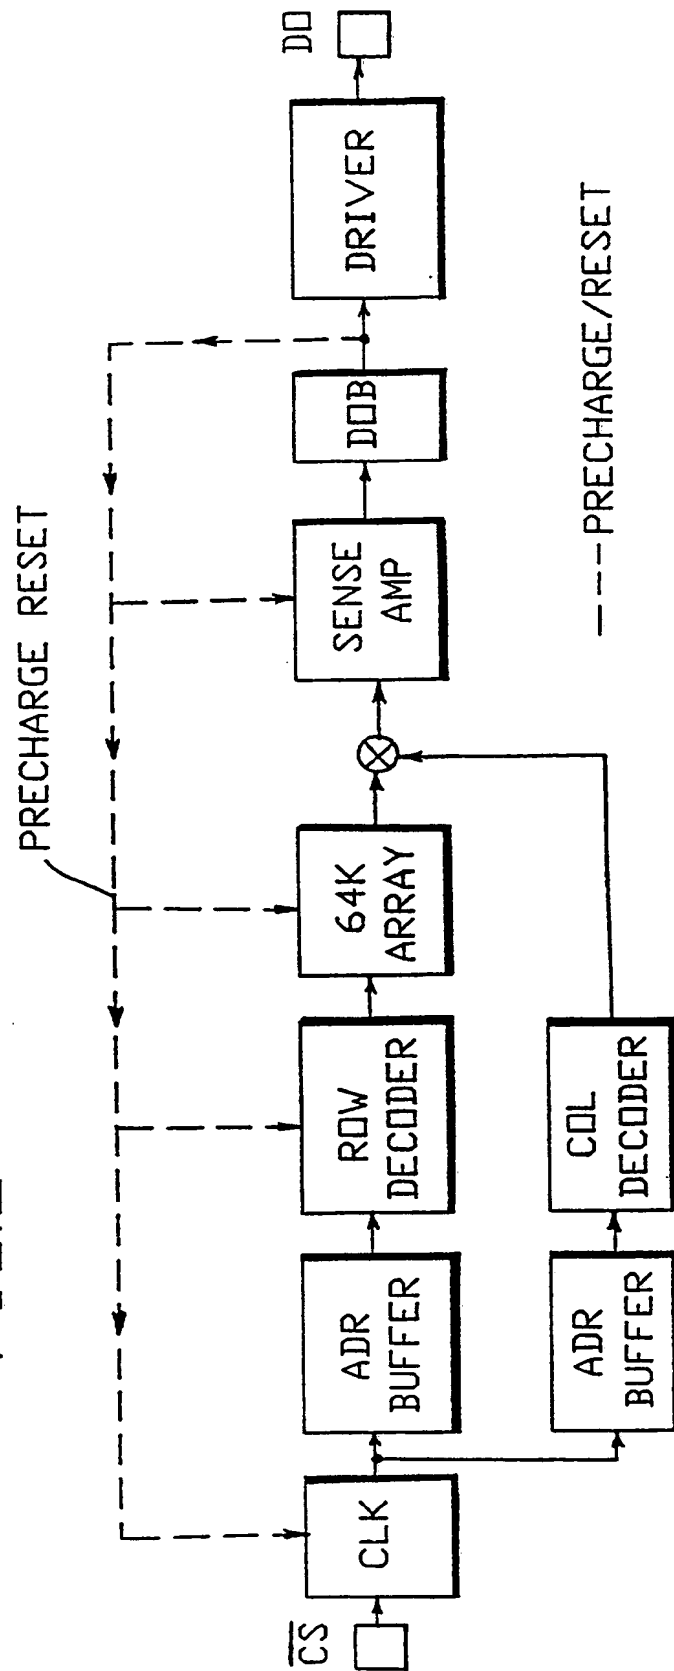 PRECHARGE RESET
CS
CLK
ADR
BUFFER
ROW
DECODER
64K
ARRAY
SENSE
AMP
DOB
DRIVER
DO
ADR
BUFFER
COL
DECODER
PRECHARGE/RESET